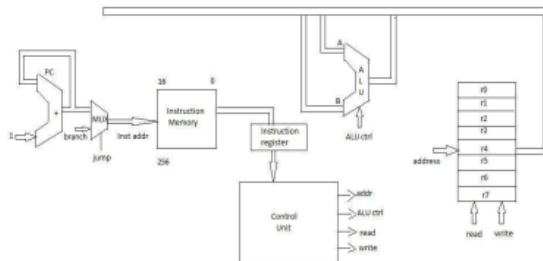 PC
+
1
branch
MUX
jump
Inst addr
16
0
Instruction
Memory
256
Instruction
register
Control
Unit
addr
ALU ctrl
read
write
A
B
A
L
U
ALU ctrl
address
r0
r1
r2
r3
r4
r5
r6
r7
read
write